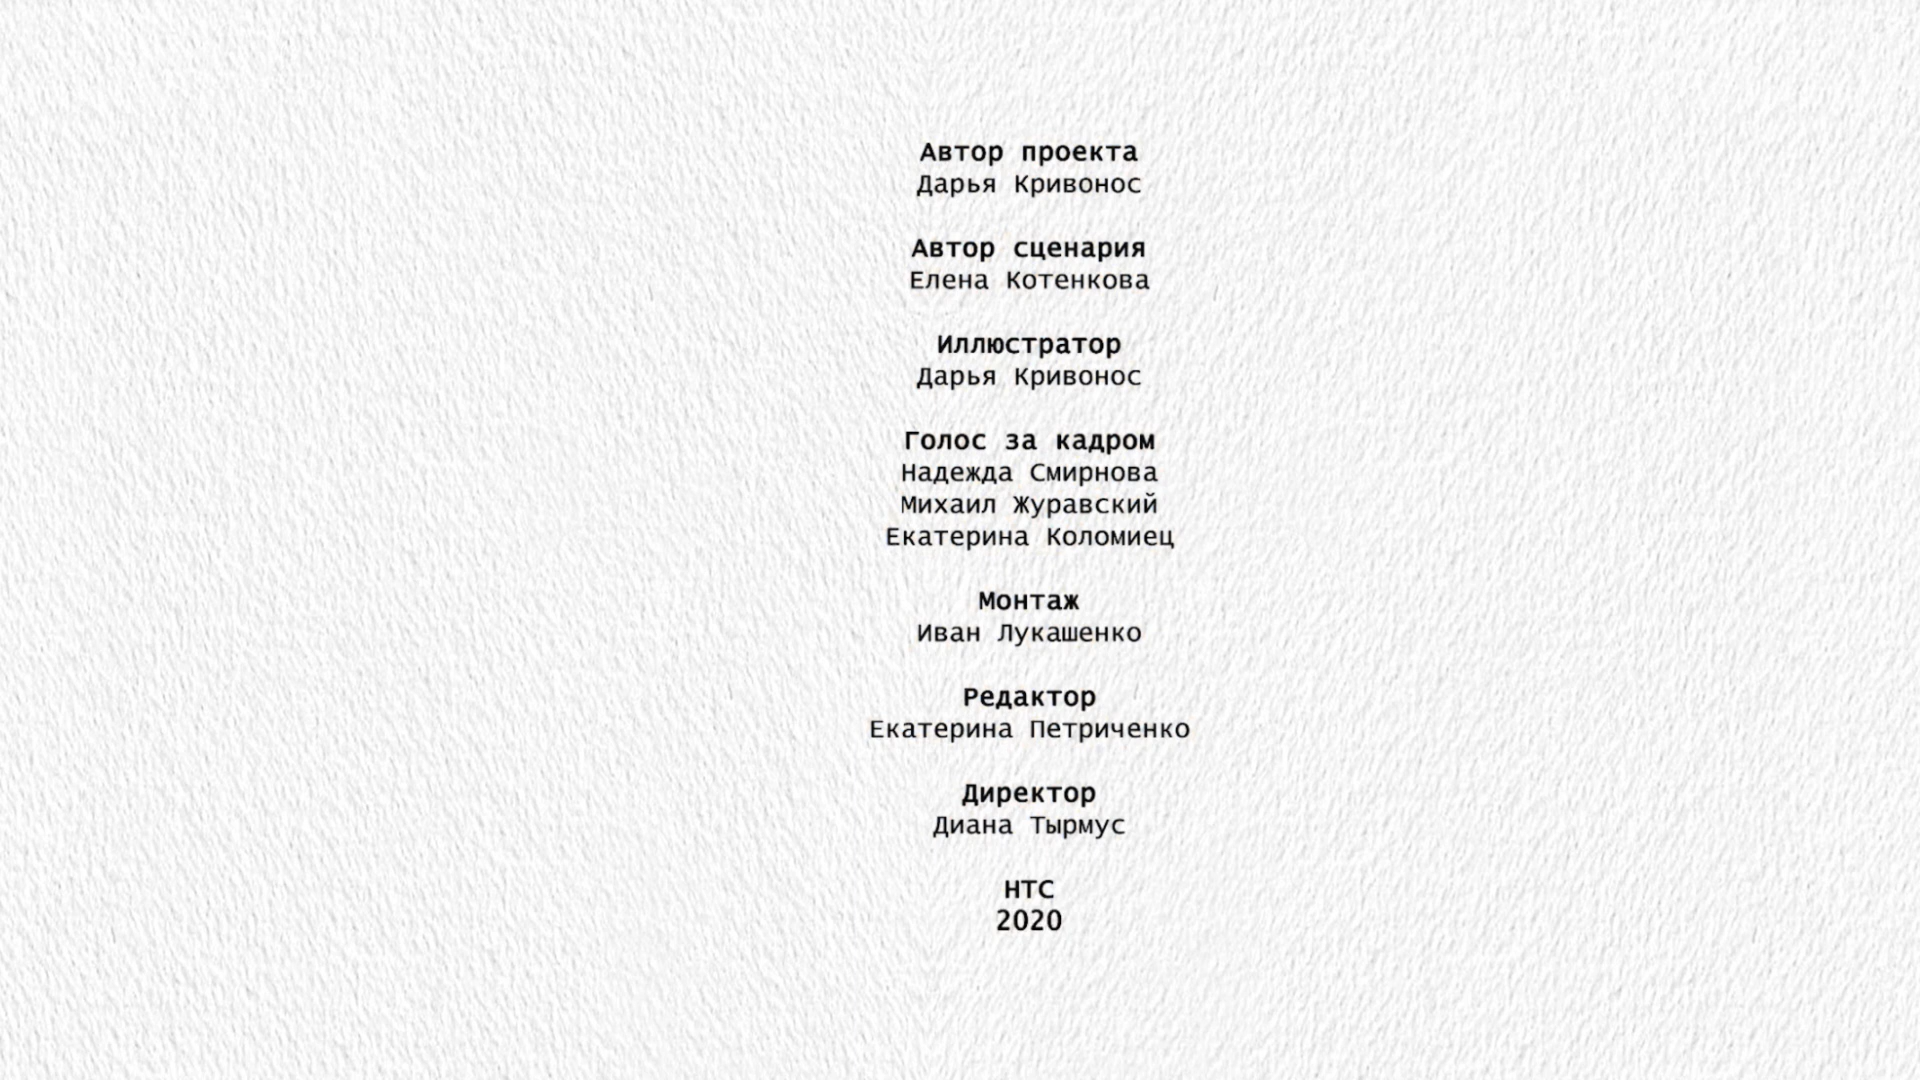 Автор проекта
Дарья Кривонос
Автор сценария
Елена Котенкова
Иллюстратор
Дарья Кривонос
Голос за кадром
Надежда Смирнова
Михаил Журавский
Екатерина Коломиец
Монтаж
Иван Лукашенко
Редактор
Екатерина Петриченко
Директор
Диана Тырмус
НТС
2020